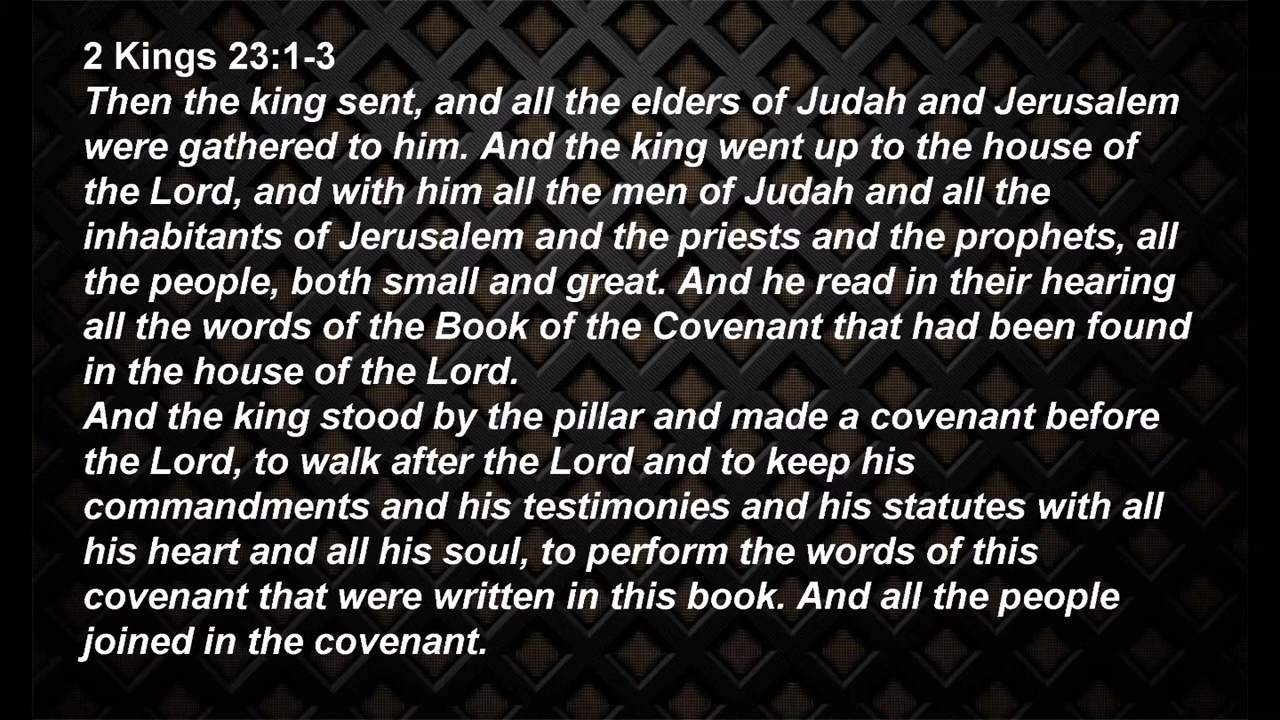 2 Kings 23:1-3
Then the king sent, and all the elders of Judah and Jerusalem
were gathered to him. And the king went up to the house of
the Lord, and with him all the men of Judah and all the
inhabitants of Jerusalem and the priests and the prophets, all
the people, both small and great. And he read in their hearing
all the words of the Book of the Covenant that had been found
in the house of the Lord.
And the king stood by the pillar and made a covenant before
the Lord, to walk after the Lord and to keep his
commandments and his testimonies and his statutes with all
his heart and all his soul, to perform the words of this
covenant that were written in this book. And all the people
joined in the covenant.